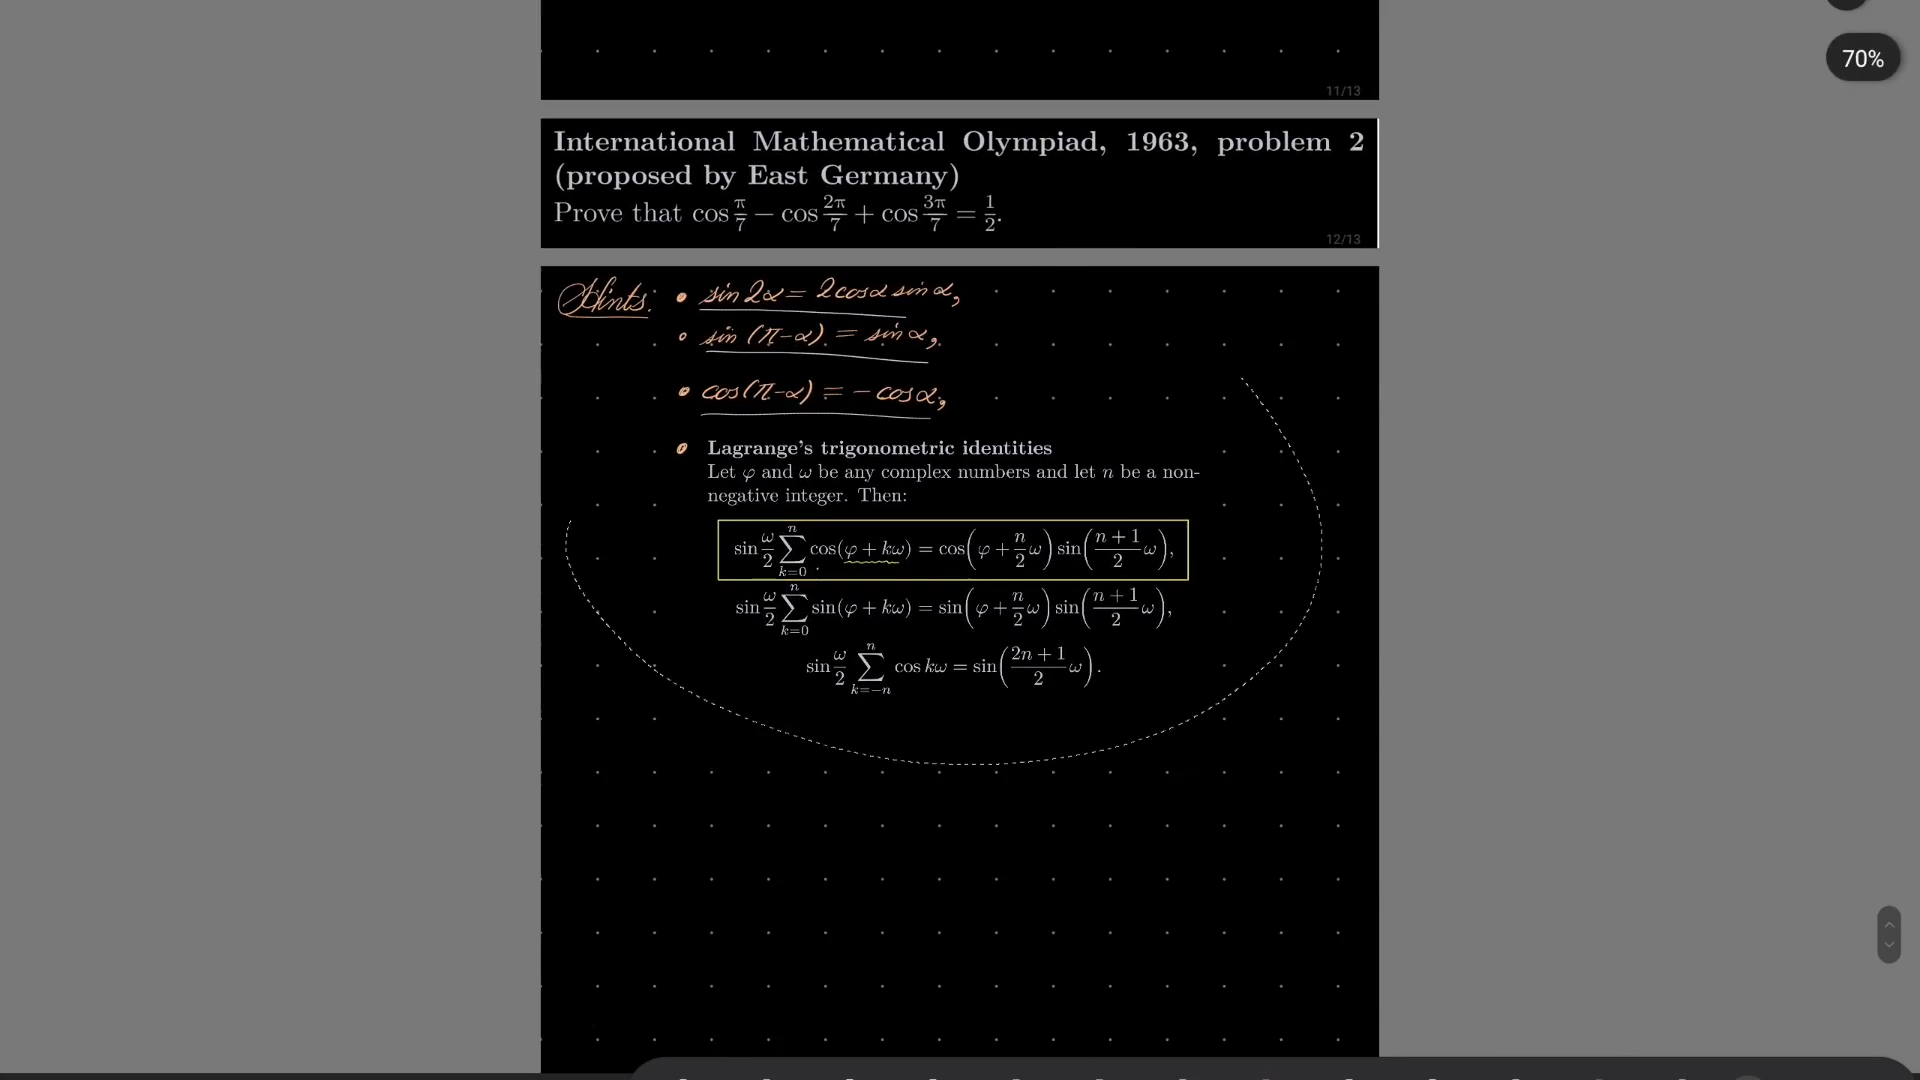 70%
11/13
International Mathematical Olympiad, 1963, problem 2
(proposed by East Germany)
Prove that cos π/7 − cos 2π/7 + cos 3π/7 = 1/2.
12/13
Hints: • sin 2α = 2cosα sin α,
• sin (π−α) = sin α,
• cos(π−α) = − cosα,
• Lagrange's trigonometric identities
Let φ and ω be any complex numbers and let n be a non-
negative integer. Then:
sin ω/2 ∑_{k=0}^{n} cos(φ + kω) = cos(φ + n/2 ω) sin((n + 1)/2 ω),
sin ω/2 ∑_{k=0}^{n} sin(φ + kω) = sin(φ + n/2 ω) sin((n + 1)/2 ω),
sin ω/2 ∑_{k=−n}^{n} cos kω = sin((2n + 1)/2 ω).